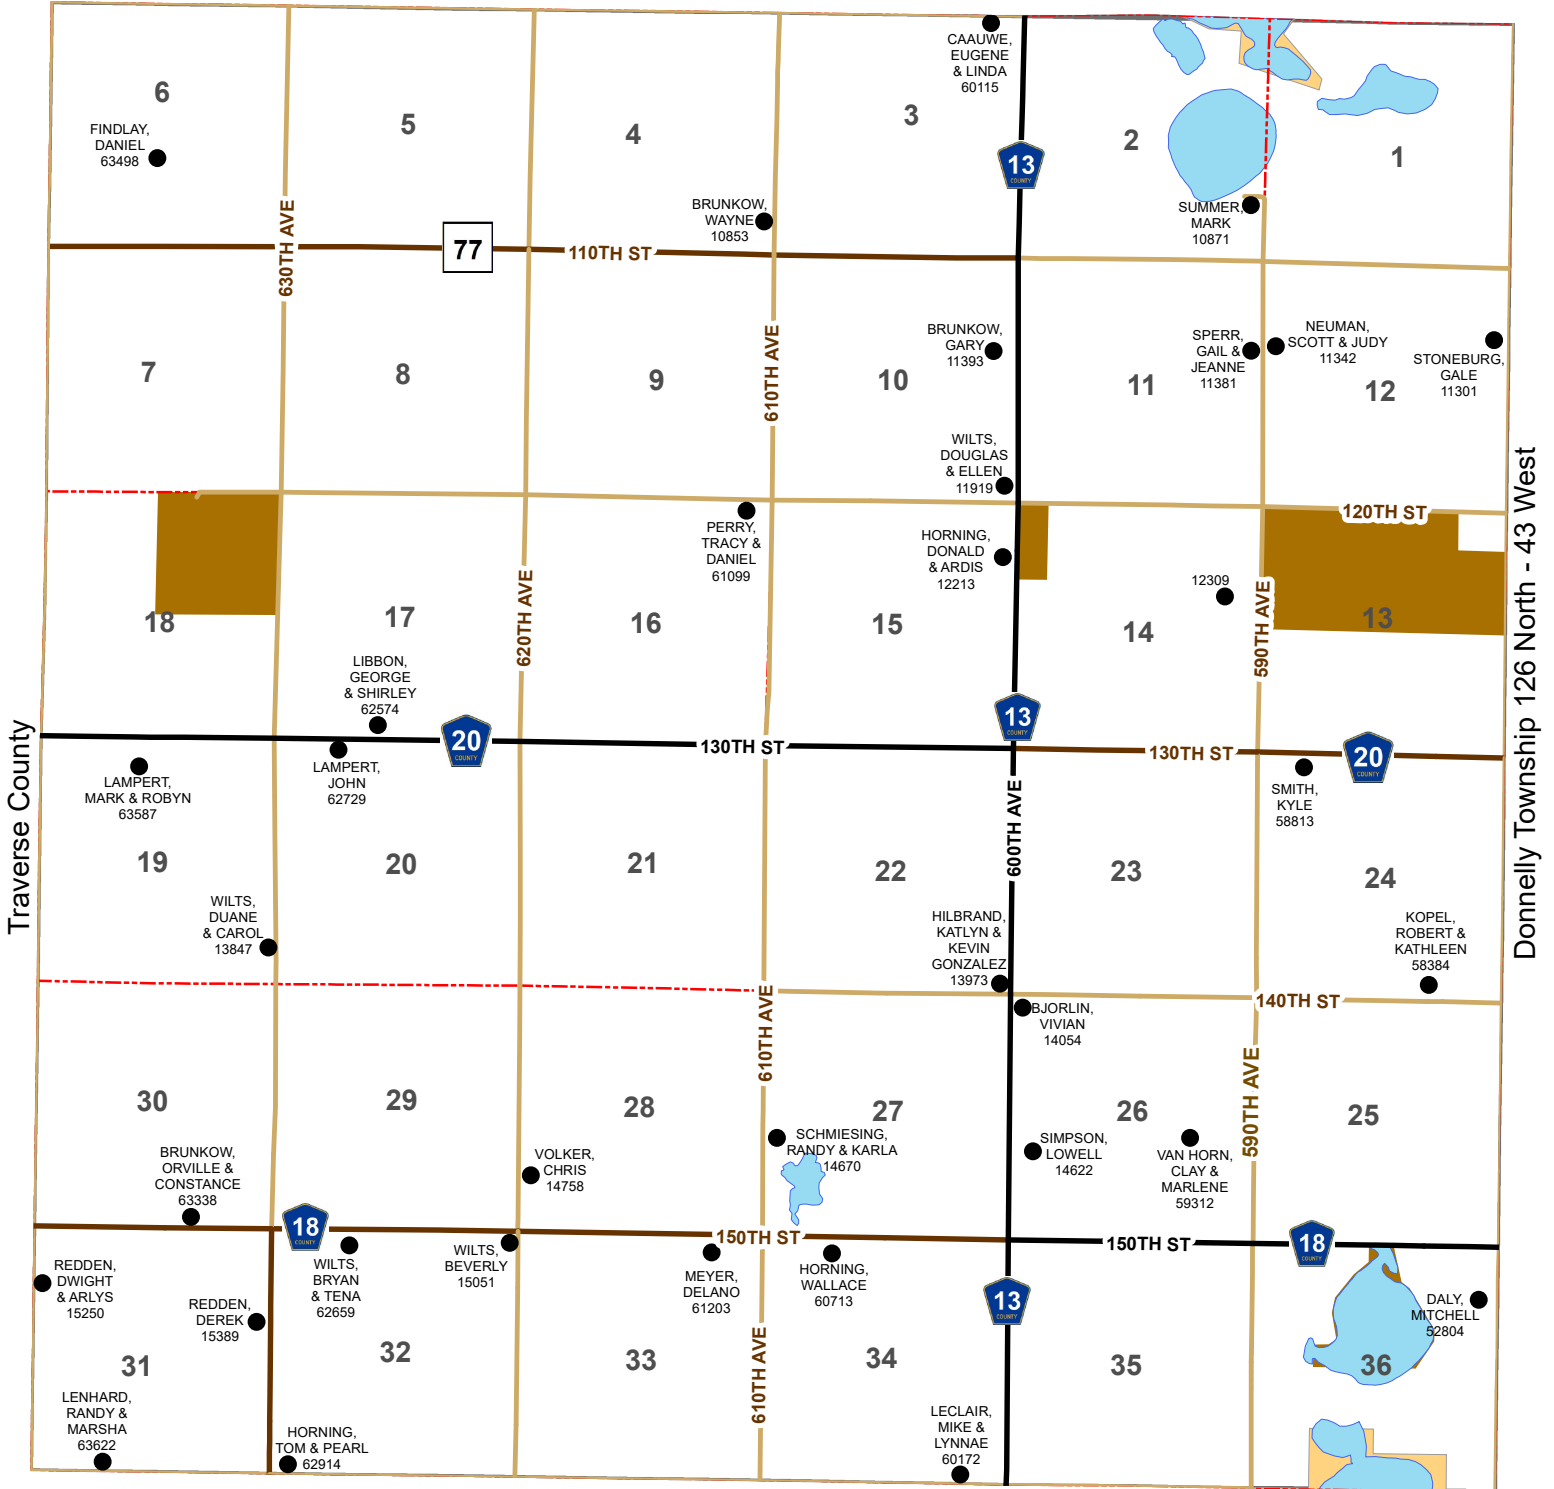 CAAUWE,
EUGENE
& LINDA
60115
6
5
4
3
2
1
FINDLAY,
DANIEL
63498
13
COUNTY
BRUNKOW,
WAYNE
10853
SUMMER,
MARK
10871
630TH AVE
77
110TH ST
7
8
9
610TH AVE
10
BRUNKOW,
GARY
11393
11
SPERR,
GAIL &
JEANNE
11381
NEUMAN,
SCOTT & JUDY
11342
12
STONEBURG,
GALE
11301
WILTS,
DOUGLAS
& ELLEN
11919
120TH ST
PERRY,
TRACY &
DANIEL
61099
HORNING,
DONALD
& ARDIS
12213
12309
18
17
620TH AVE
16
15
14
590TH AVE
13
LIBBON,
GEORGE
& SHIRLEY
62574
13
COUNTY
20
COUNTY
130TH ST
130TH ST
20
COUNTY
LAMPERT,
MARK & ROBYN
63587
LAMPERT,
JOHN
62729
SMITH,
KYLE
58813
600TH AVE
19
20
21
22
23
24
WILTS,
DUANE
& CAROL
13847
HILBRAND,
KATLYN &
KEVIN
GONZALEZ
13973
KOPEL,
ROBERT &
KATHLEEN
58384
140TH ST
BJORLIN,
VIVIAN
14054
610TH AVE
590TH AVE
30
29
28
27
26
25
BRUNKOW,
ORVILLE &
CONSTANCE
63338
VOLKER,
CHRIS
14758
SCHMIESING,
RANDY & KARLA
14670
SIMPSON,
LOWELL
14622
VAN HORN,
CLAY &
MARLENE
59312
18
COUNTY
150TH ST
150TH ST
18
COUNTY
REDDEN,
DWIGHT
& ARLYS
15250
REDDEN,
DEREK
15389
WILTS,
BRYAN
& TENA
62659
WILTS,
BEVERLY
15051
MEYER,
DELANO
61203
HORNING,
WALLACE
60713
13
COUNTY
DALY,
MITCHELL
52804
31
32
33
610TH AVE
34
35
36
LENHARD,
RANDY &
MARSHA
63622
HORNING,
TOM & PEARL
62914
LECLAIR,
MIKE &
LYNNAE
60172
Traverse County
Donnelly Township 126 North - 43 West